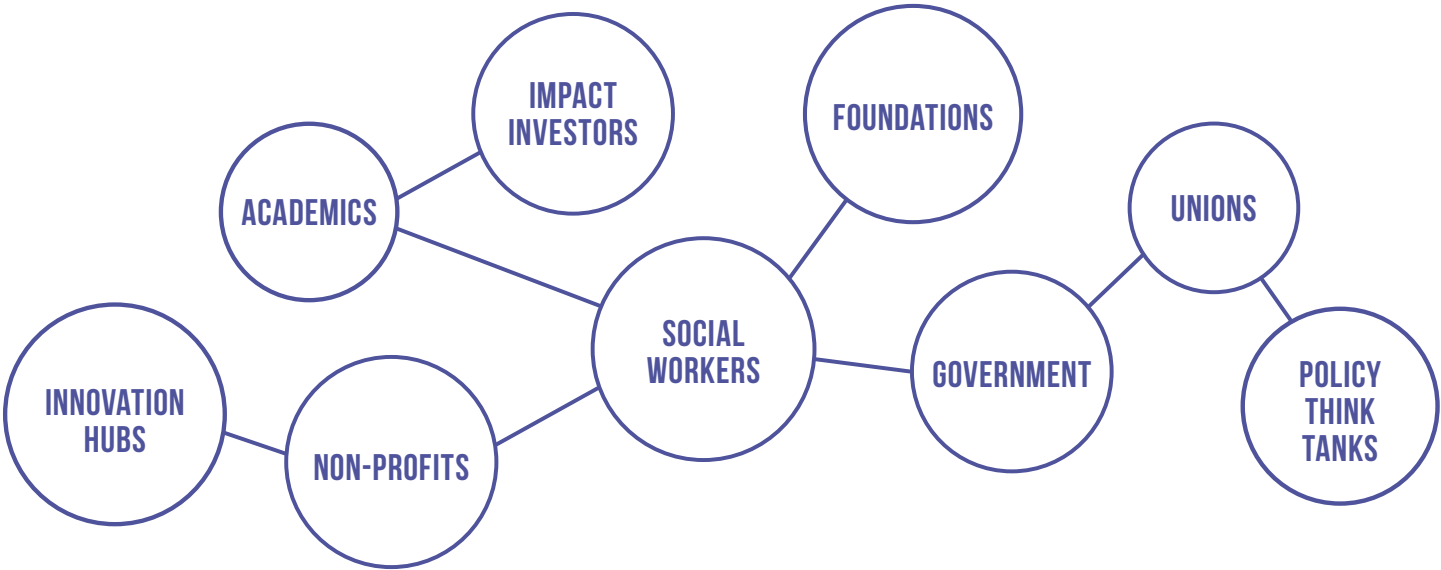 IMPACT
INVESTORS
FOUNDATIONS
ACADEMICS
UNIONS
SOCIAL
WORKERS
GOVERNMENT
POLICY
THINK
TANKS
INNOVATION
HUBS
NON-PROFITS